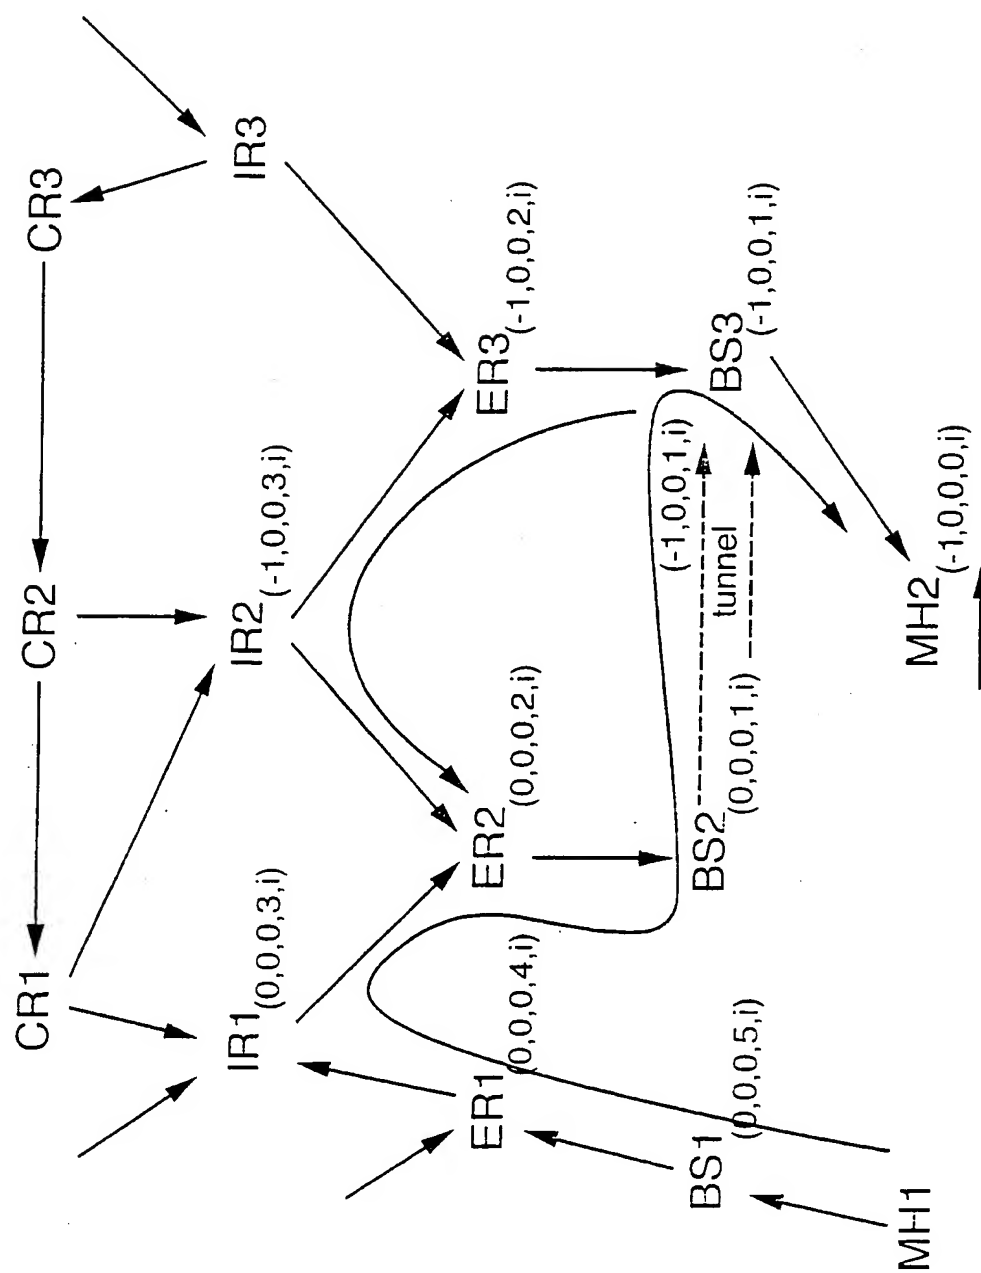 CR1
CR2
CR3
IR1(0,0,0,3,i)
IR2(-1,0,0,3,i)
IR3
ER1(0,0,0,4,i)
ER2(0,0,0,2,i)
ER3(-1,0,0,2,i)
BS1(0,0,0,5,i)
BS2(0,0,0,1,i)
(-1,0,0,1,i)
tunnel
BS3(-1,0,0,1,i)
MH1
MH2(-1,0,0,0,i)